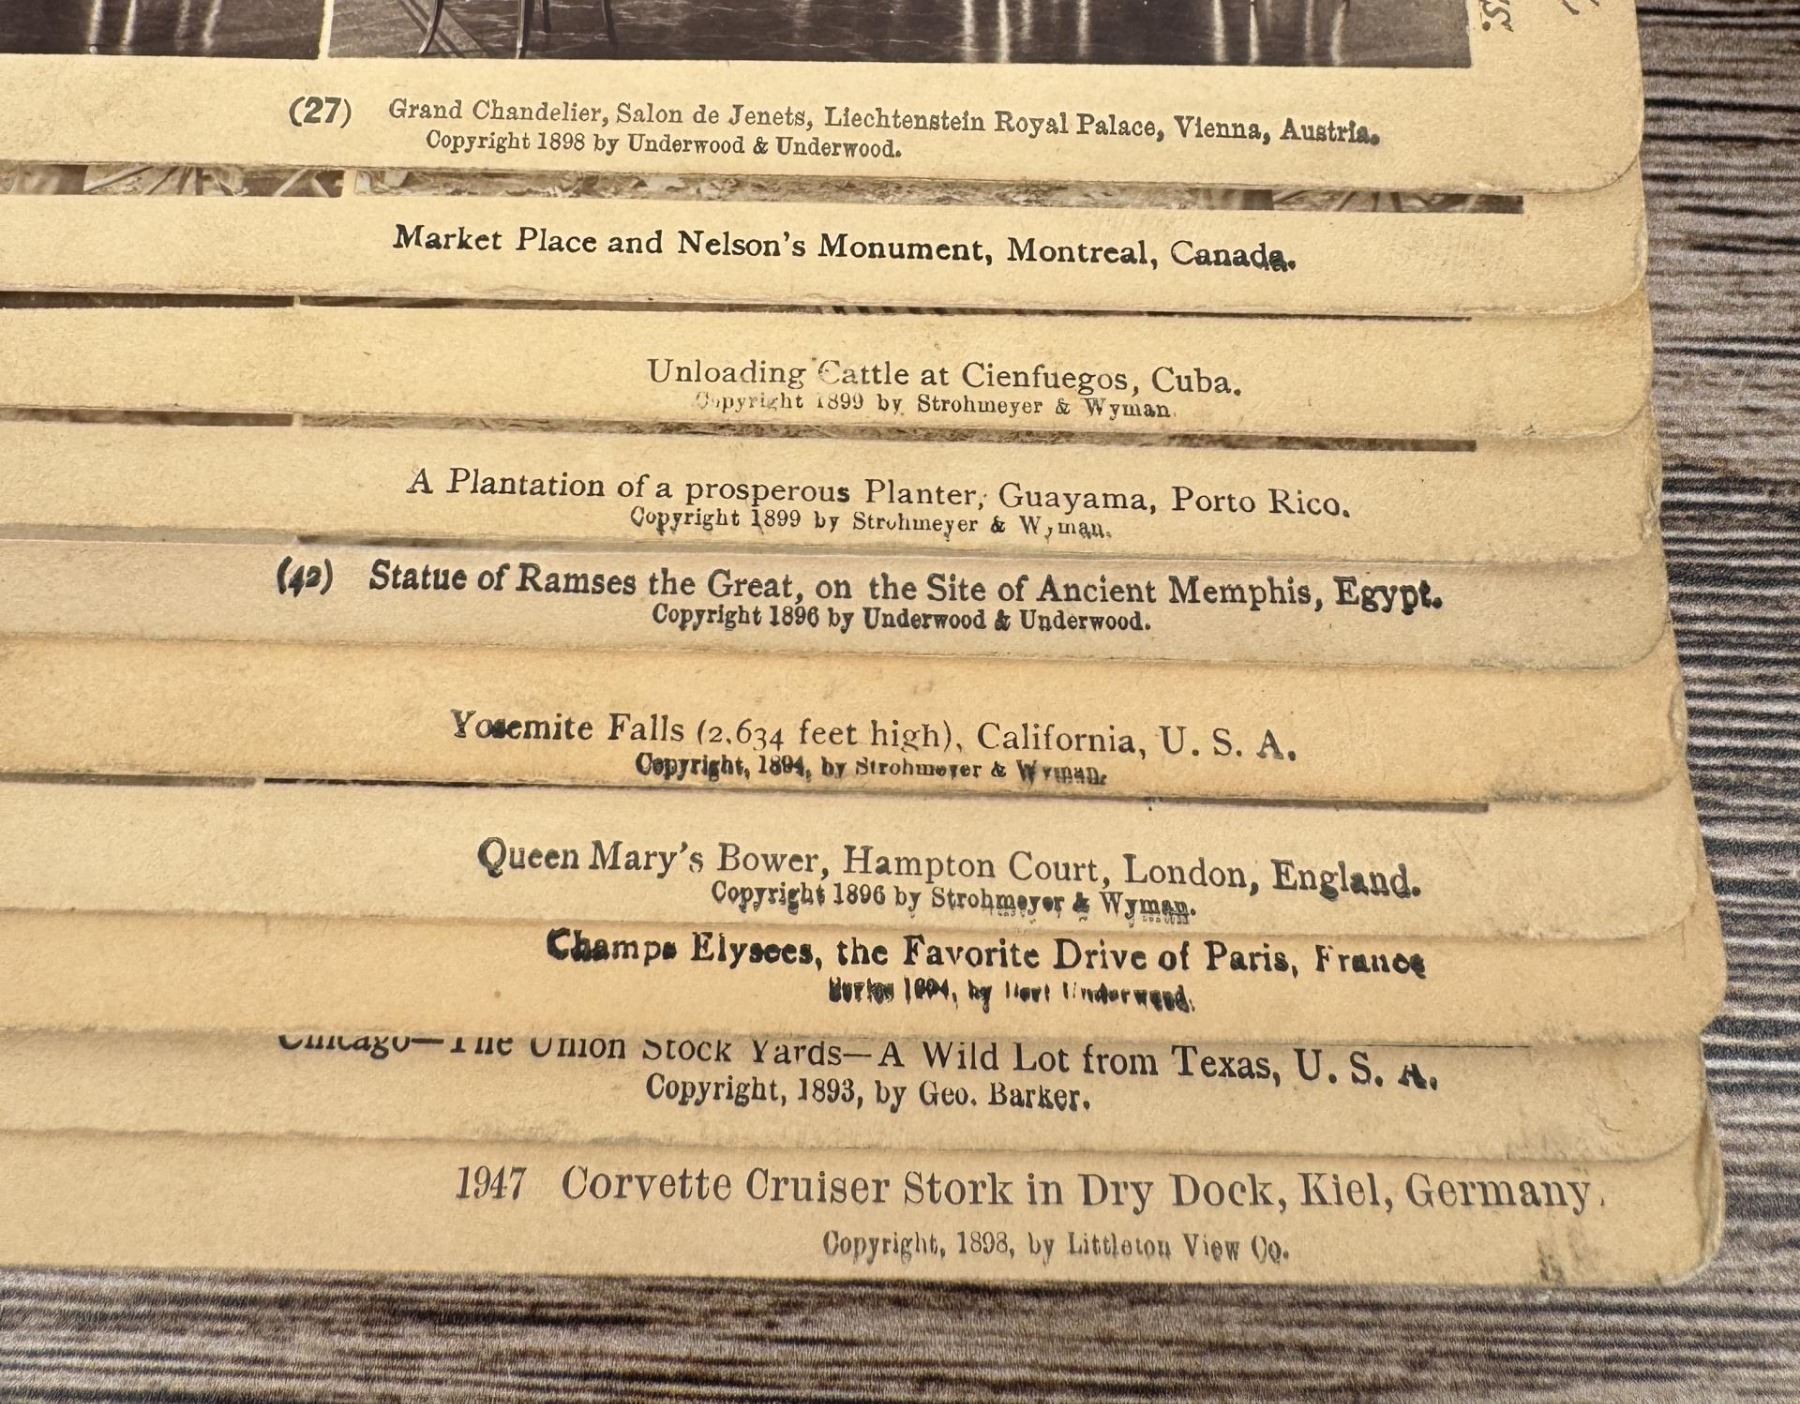 (27) Grand Chandelier, Salon de Jenets, Liechtenstein Royal Palace, Vienna, Austria.
Copyright 1898 by Underwood & Underwood.
Market Place and Nelson's Monument, Montreal, Canada.
Unloading Cattle at Cienfuegos, Cuba.
Copyright 1899 by Strohmeyer & Wyman.
A Plantation of a prosperous Planter, Guayama, Porto Rico.
Copyright 1899 by Strohmeyer & Wyman.
(42) Statue of Ramses the Great, on the Site of Ancient Memphis, Egypt.
Copyright 1896 by Underwood & Underwood.
Yosemite Falls (2,634 feet high), California, U. S. A.
Copyright, 1894, by Strohmeyer & Wyman.
Queen Mary's Bower, Hampton Court, London, England.
Copyright 1896 by Strohmeyer & Wyman.
Champs Elysees, the Favorite Drive of Paris, France
by Underwood.
Chicago—The Union Stock Yards—A Wild Lot from Texas, U. S. A.
Copyright, 1893, by Geo. Barker.
1947 Corvette Cruiser Stork in Dry Dock, Kiel, Germany.
Copyright, 1898, by Littleton View Co.